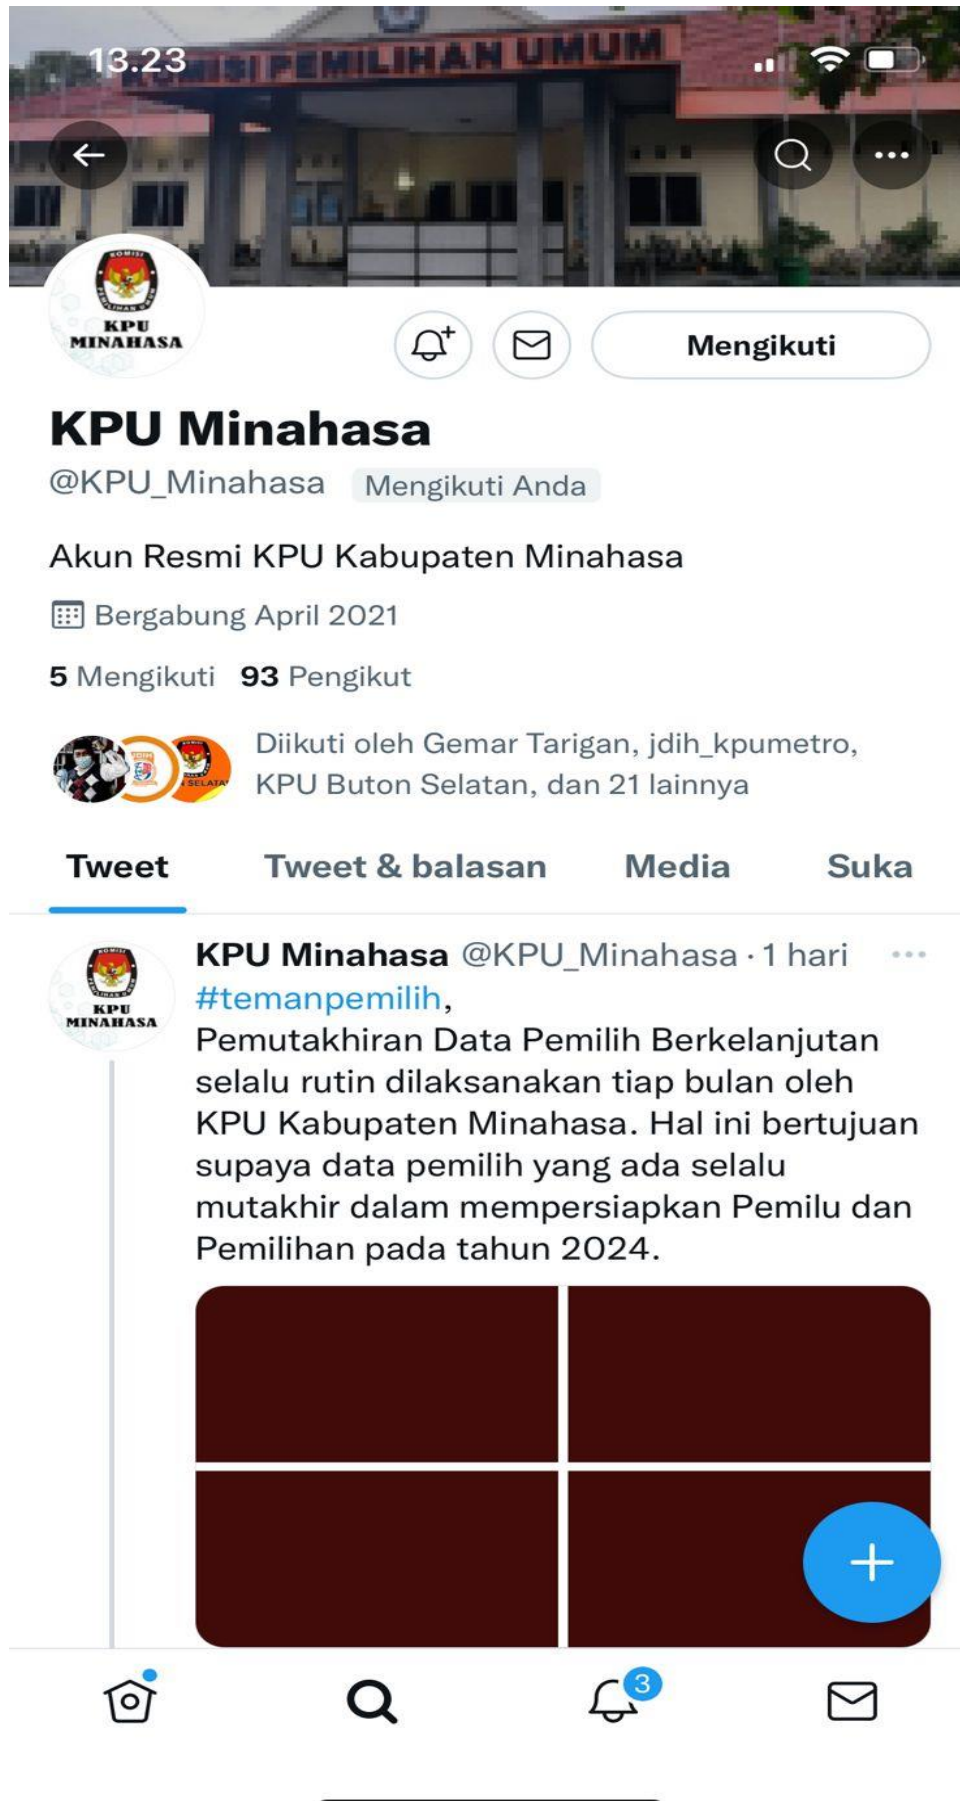 13.23
KOMISI PEMILIHAN UMUM
KOMISI
PEMILIHAN UMUM
KPU
MINAHASA
Mengikuti
KPU Minahasa
@KPU_Minahasa Mengikuti Anda
Akun Resmi KPU Kabupaten Minahasa
Bergabung April 2021
5 Mengikuti 93 Pengikut
Diikuti oleh Gemar Tarigan, jdih_kpumetro,
KPU Buton Selatan, dan 21 lainnya
Tweet Tweet & balasan Media Suka
KPU Minahasa @KPU_Minahasa · 1 hari
#temanpemilih,
KPU
MINAHASA
Pemutakhiran Data Pemilih Berkelanjutan
selalu rutin dilaksanakan tiap bulan oleh
KPU Kabupaten Minahasa. Hal ini bertujuan
supaya data pemilih yang ada selalu
mutakhir dalam mempersiapkan Pemilu dan
Pemilihan pada tahun 2024.
3